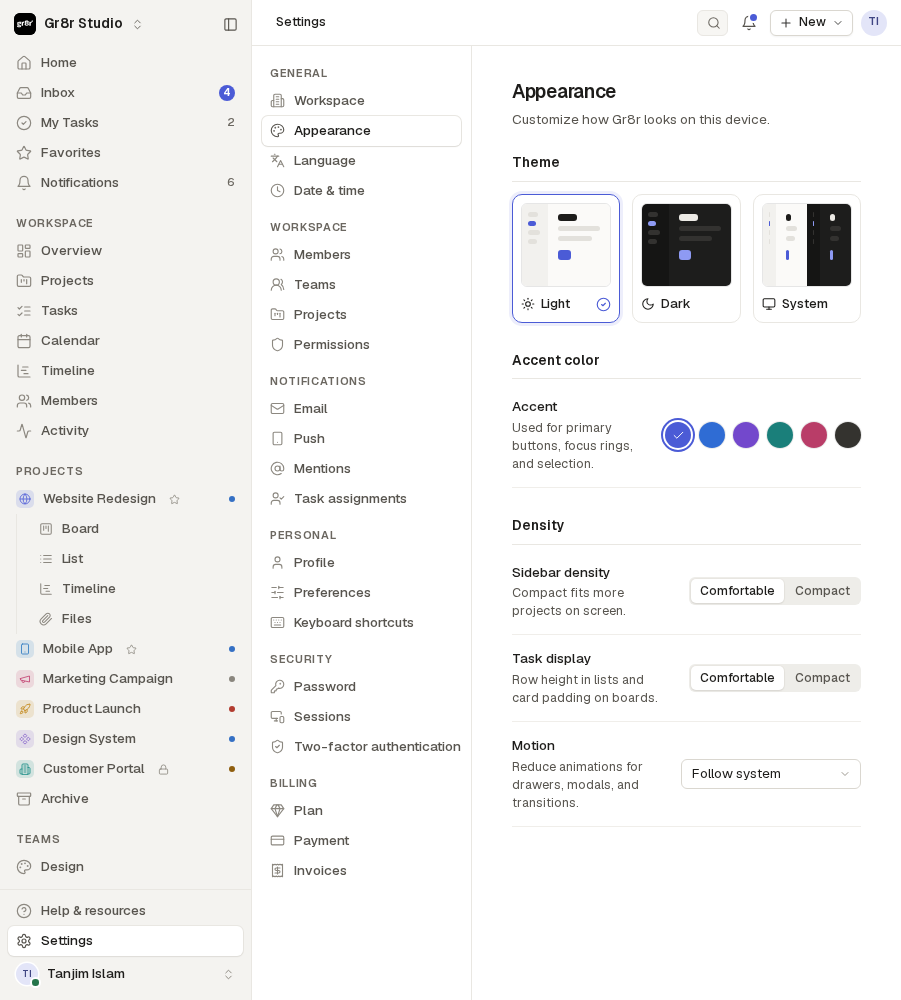 gr8r
Gr8r Studio
Home
Inbox 4
My Tasks 2
Favorites
Notifications 6
WORKSPACE
Overview
Projects
Tasks
Calendar
Timeline
Members
Activity
PROJECTS
Website Redesign
Board
List
Timeline
Files
Mobile App
Marketing Campaign
Product Launch
Design System
Customer Portal
Archive
TEAMS
Design
Help & resources
Settings
TI Tanjim Islam
Settings
New
TI
GENERAL
Workspace
Appearance
Language
Date & time
WORKSPACE
Members
Teams
Projects
Permissions
NOTIFICATIONS
Email
Push
Mentions
Task assignments
PERSONAL
Profile
Preferences
Keyboard shortcuts
SECURITY
Password
Sessions
Two-factor authentication
BILLING
Plan
Payment
Invoices
Appearance
Customize how Gr8r looks on this device.
Theme
Light
Dark
System
Accent color
Accent
Used for primary
buttons, focus rings,
and selection.
Density
Sidebar density
Compact fits more
projects on screen.
Comfortable Compact
Task display
Row height in lists and
card padding on boards.
Comfortable Compact
Motion
Reduce animations for
drawers, modals, and
transitions.
Follow system